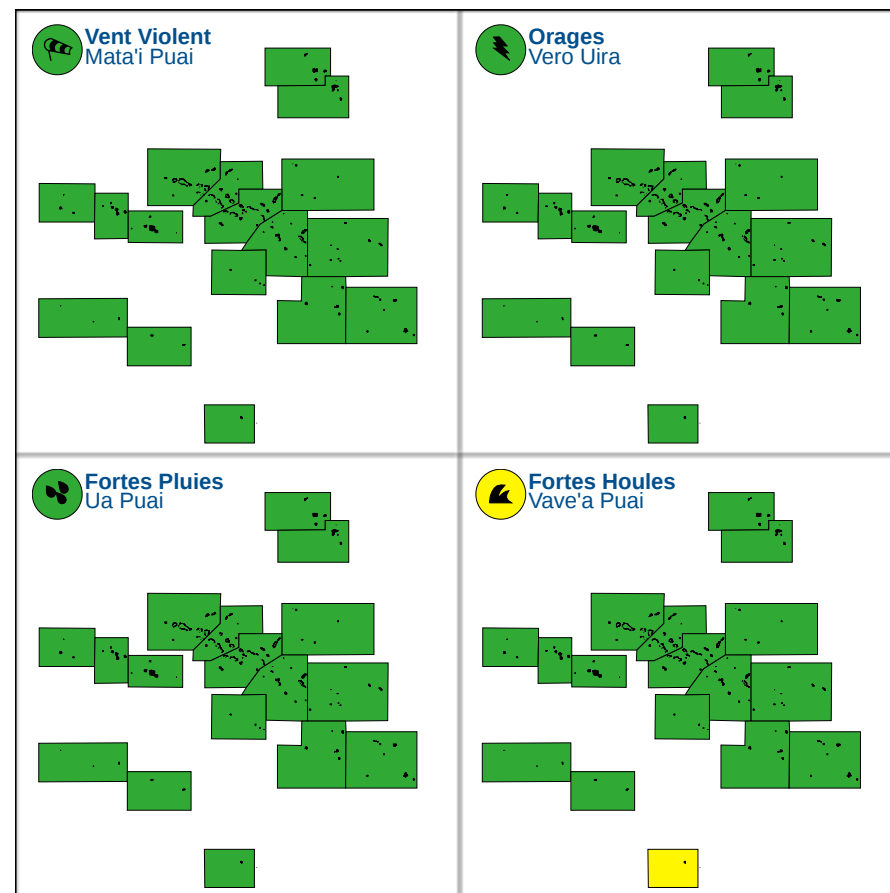 Vent Violent
Mata'i Puai
Orages
Vero Uira
Fortes Pluies
Ua Puai
Fortes Houles
Vave'a Puai